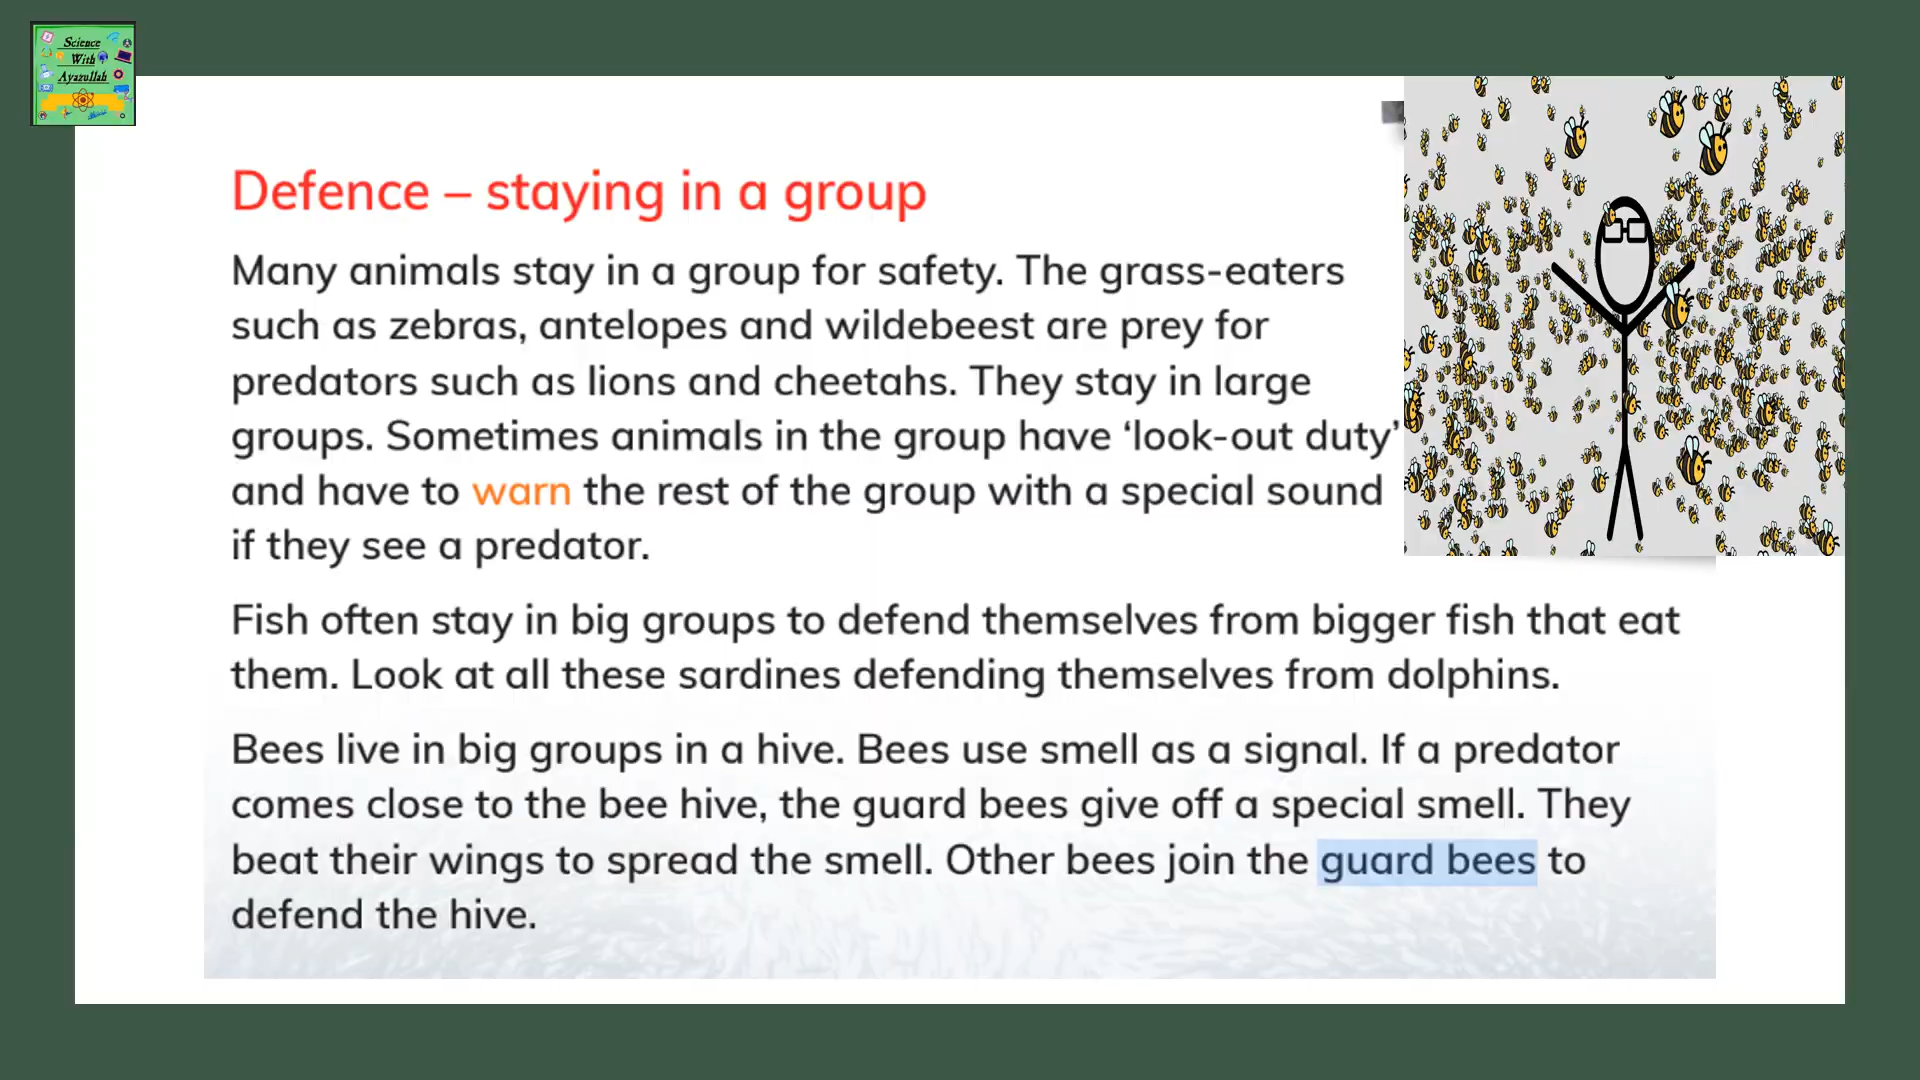 Science
With
Ayazullah
Defence – staying in a group
Many animals stay in a group for safety. The grass-eaters
such as zebras, antelopes and wildebeest are prey for
predators such as lions and cheetahs. They stay in large
groups. Sometimes animals in the group have ‘look-out duty’
and have to warn the rest of the group with a special sound
if they see a predator.
Fish often stay in big groups to defend themselves from bigger fish that eat
them. Look at all these sardines defending themselves from dolphins.
Bees live in big groups in a hive. Bees use smell as a signal. If a predator
comes close to the bee hive, the guard bees give off a special smell. They
beat their wings to spread the smell. Other bees join the guard bees to
defend the hive.